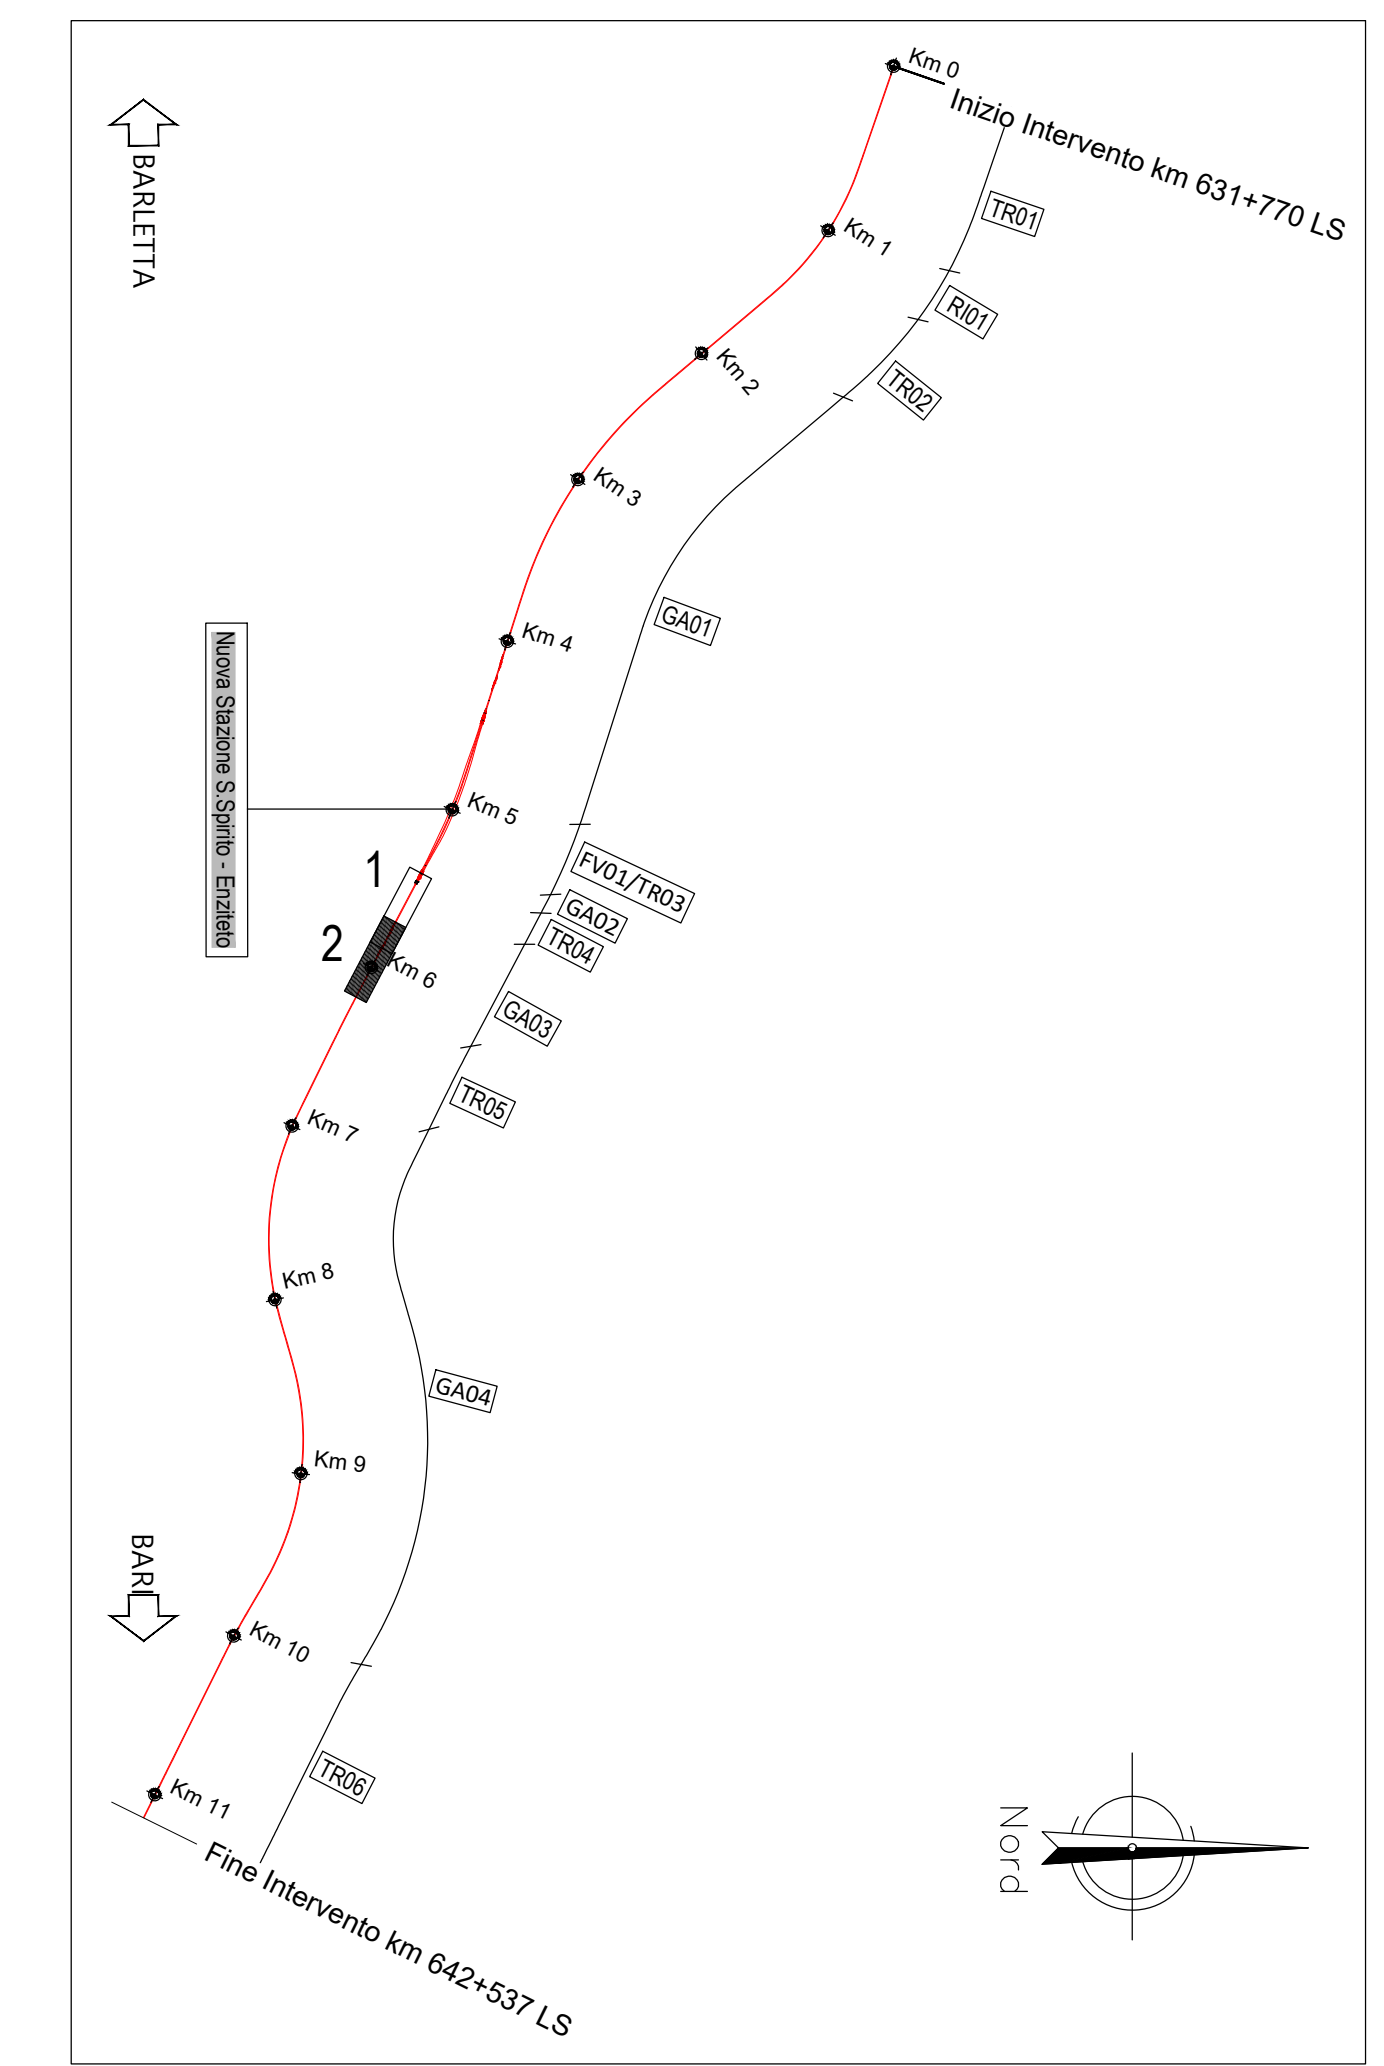 Km 0
Inizio Intervento km 631+770 LS
BARLETTA
TR01
Km 1
RI01
Km 2
TR02
Km 3
GA01
Km 4
Nuova Stazione S.Spirito - Enziteto
Km 5
FV01/TR03
1
GA02
2
TR04
Km 6
GA03
TR05
Km 7
Km 8
GA04
Km 9
BARI
Km 10
TR06
Km 11
Fine Intervento km 642+537 LS
Nord